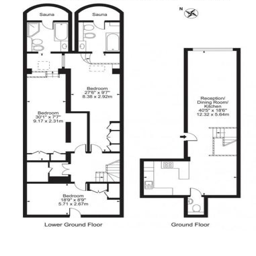 Sauna
Sauna
Bedroom
27'6" x 9'7"
8.38 x 2.92m
Bedroom
30'1" x 7'7"
9.17 x 2.31m
Bedroom
18'9" x 8'9"
5.71 x 2.67m
Lower Ground Floor
Reception/
Dining Room/
Kitchen
40'5" x 18'6"
12.32 x 5.64m
Ground Floor